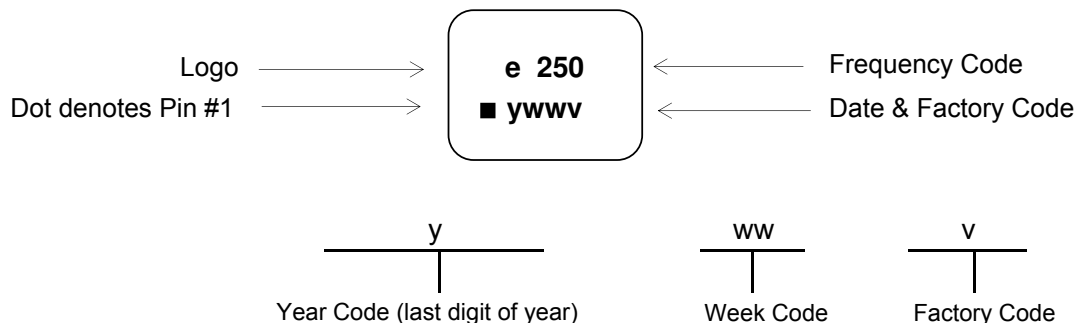 Logo e 250 Frequency Code
Dot denotes Pin #1 ■ ywwv Date & Factory Code
y ww v
Year Code (last digit of year) Week Code Factory Code